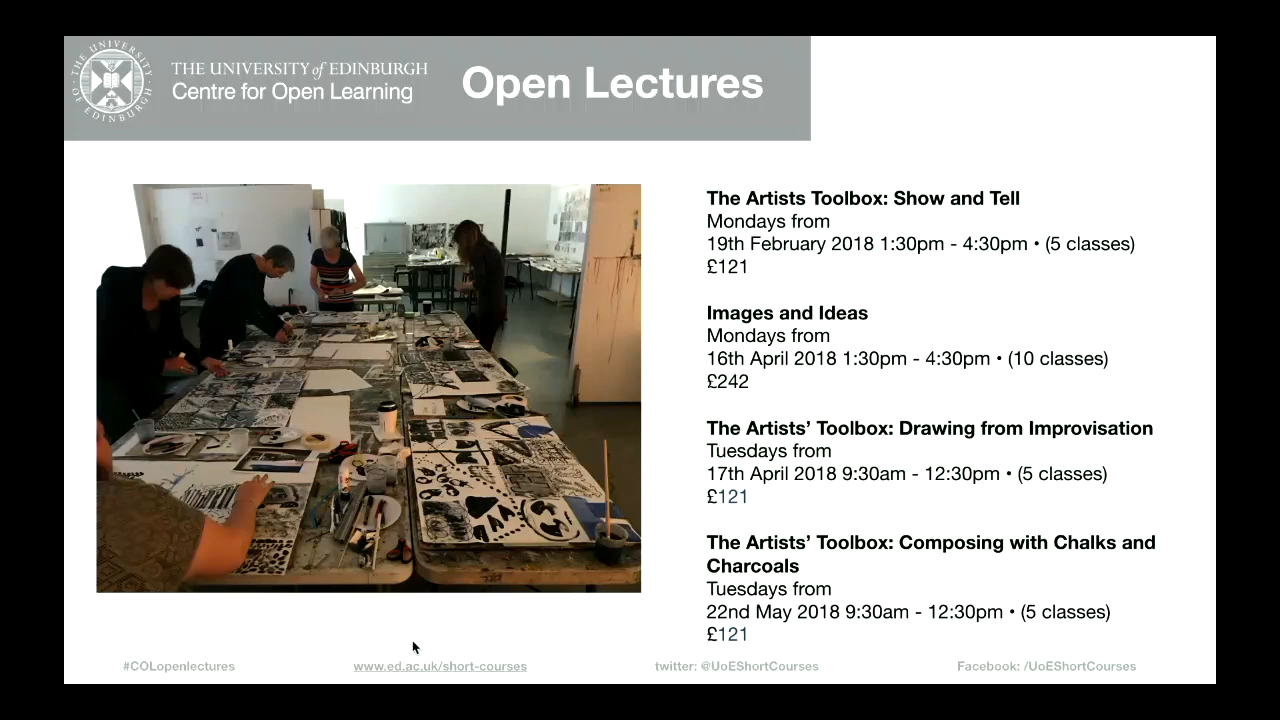 THE UNIVERSITY of EDINBURGH
Centre for Open Learning
Open Lectures
THE UNIVERSITY OF EDINBURGH
The Artists Toolbox: Show and Tell
Mondays from
19th February 2018 1:30pm - 4:30pm • (5 classes)
£121
Images and Ideas
Mondays from
16th April 2018 1:30pm - 4:30pm • (10 classes)
£242
The Artists’ Toolbox: Drawing from Improvisation
Tuesdays from
17th April 2018 9:30am - 12:30pm • (5 classes)
£121
The Artists’ Toolbox: Composing with Chalks and
Charcoals
Tuesdays from
22nd May 2018 9:30am - 12:30pm • (5 classes)
£121
#COLopenlectures
www.ed.ac.uk/short-courses
twitter: @UoEShortCourses
Facebook: /UoEShortCourses